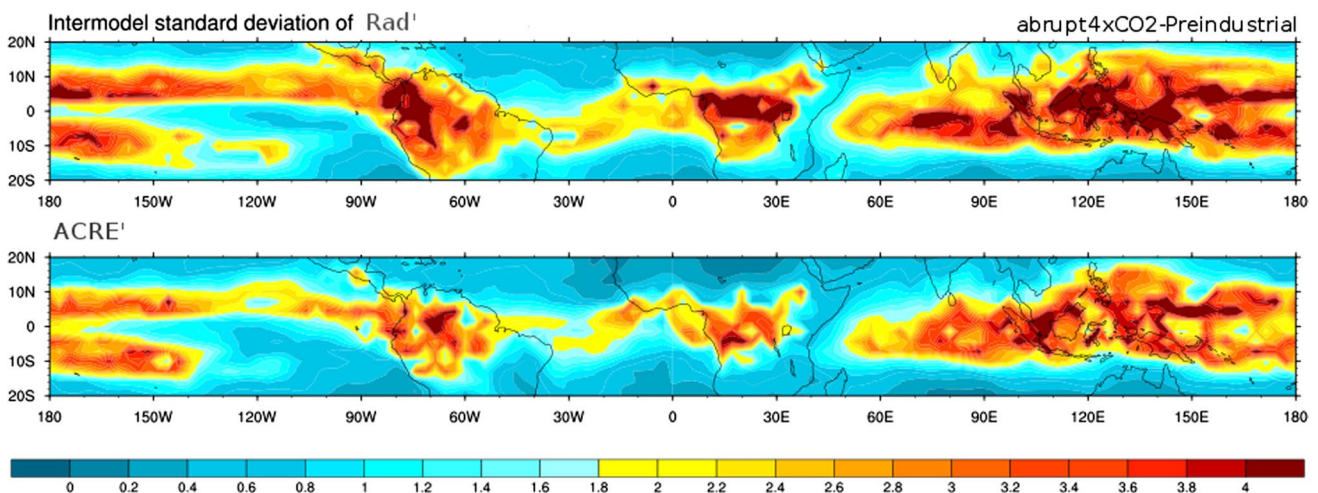 Intermodel standard deviation of Rad' abrupt4xCO2-Preindustrial
20N
10N
0
10S
20S
180 150W 120W 90W 60W 30W 0 30E 60E 90E 120E 150E 180
ACRE'
20N
10N
0
10S
20S
180 150W 120W 90W 60W 30W 0 30E 60E 90E 120E 150E 180
0 0.2 0.4 0.6 0.8 1 1.2 1.4 1.6 1.8 2 2.2 2.4 2.6 2.8 3 3.2 3.4 3.6 3.8 4